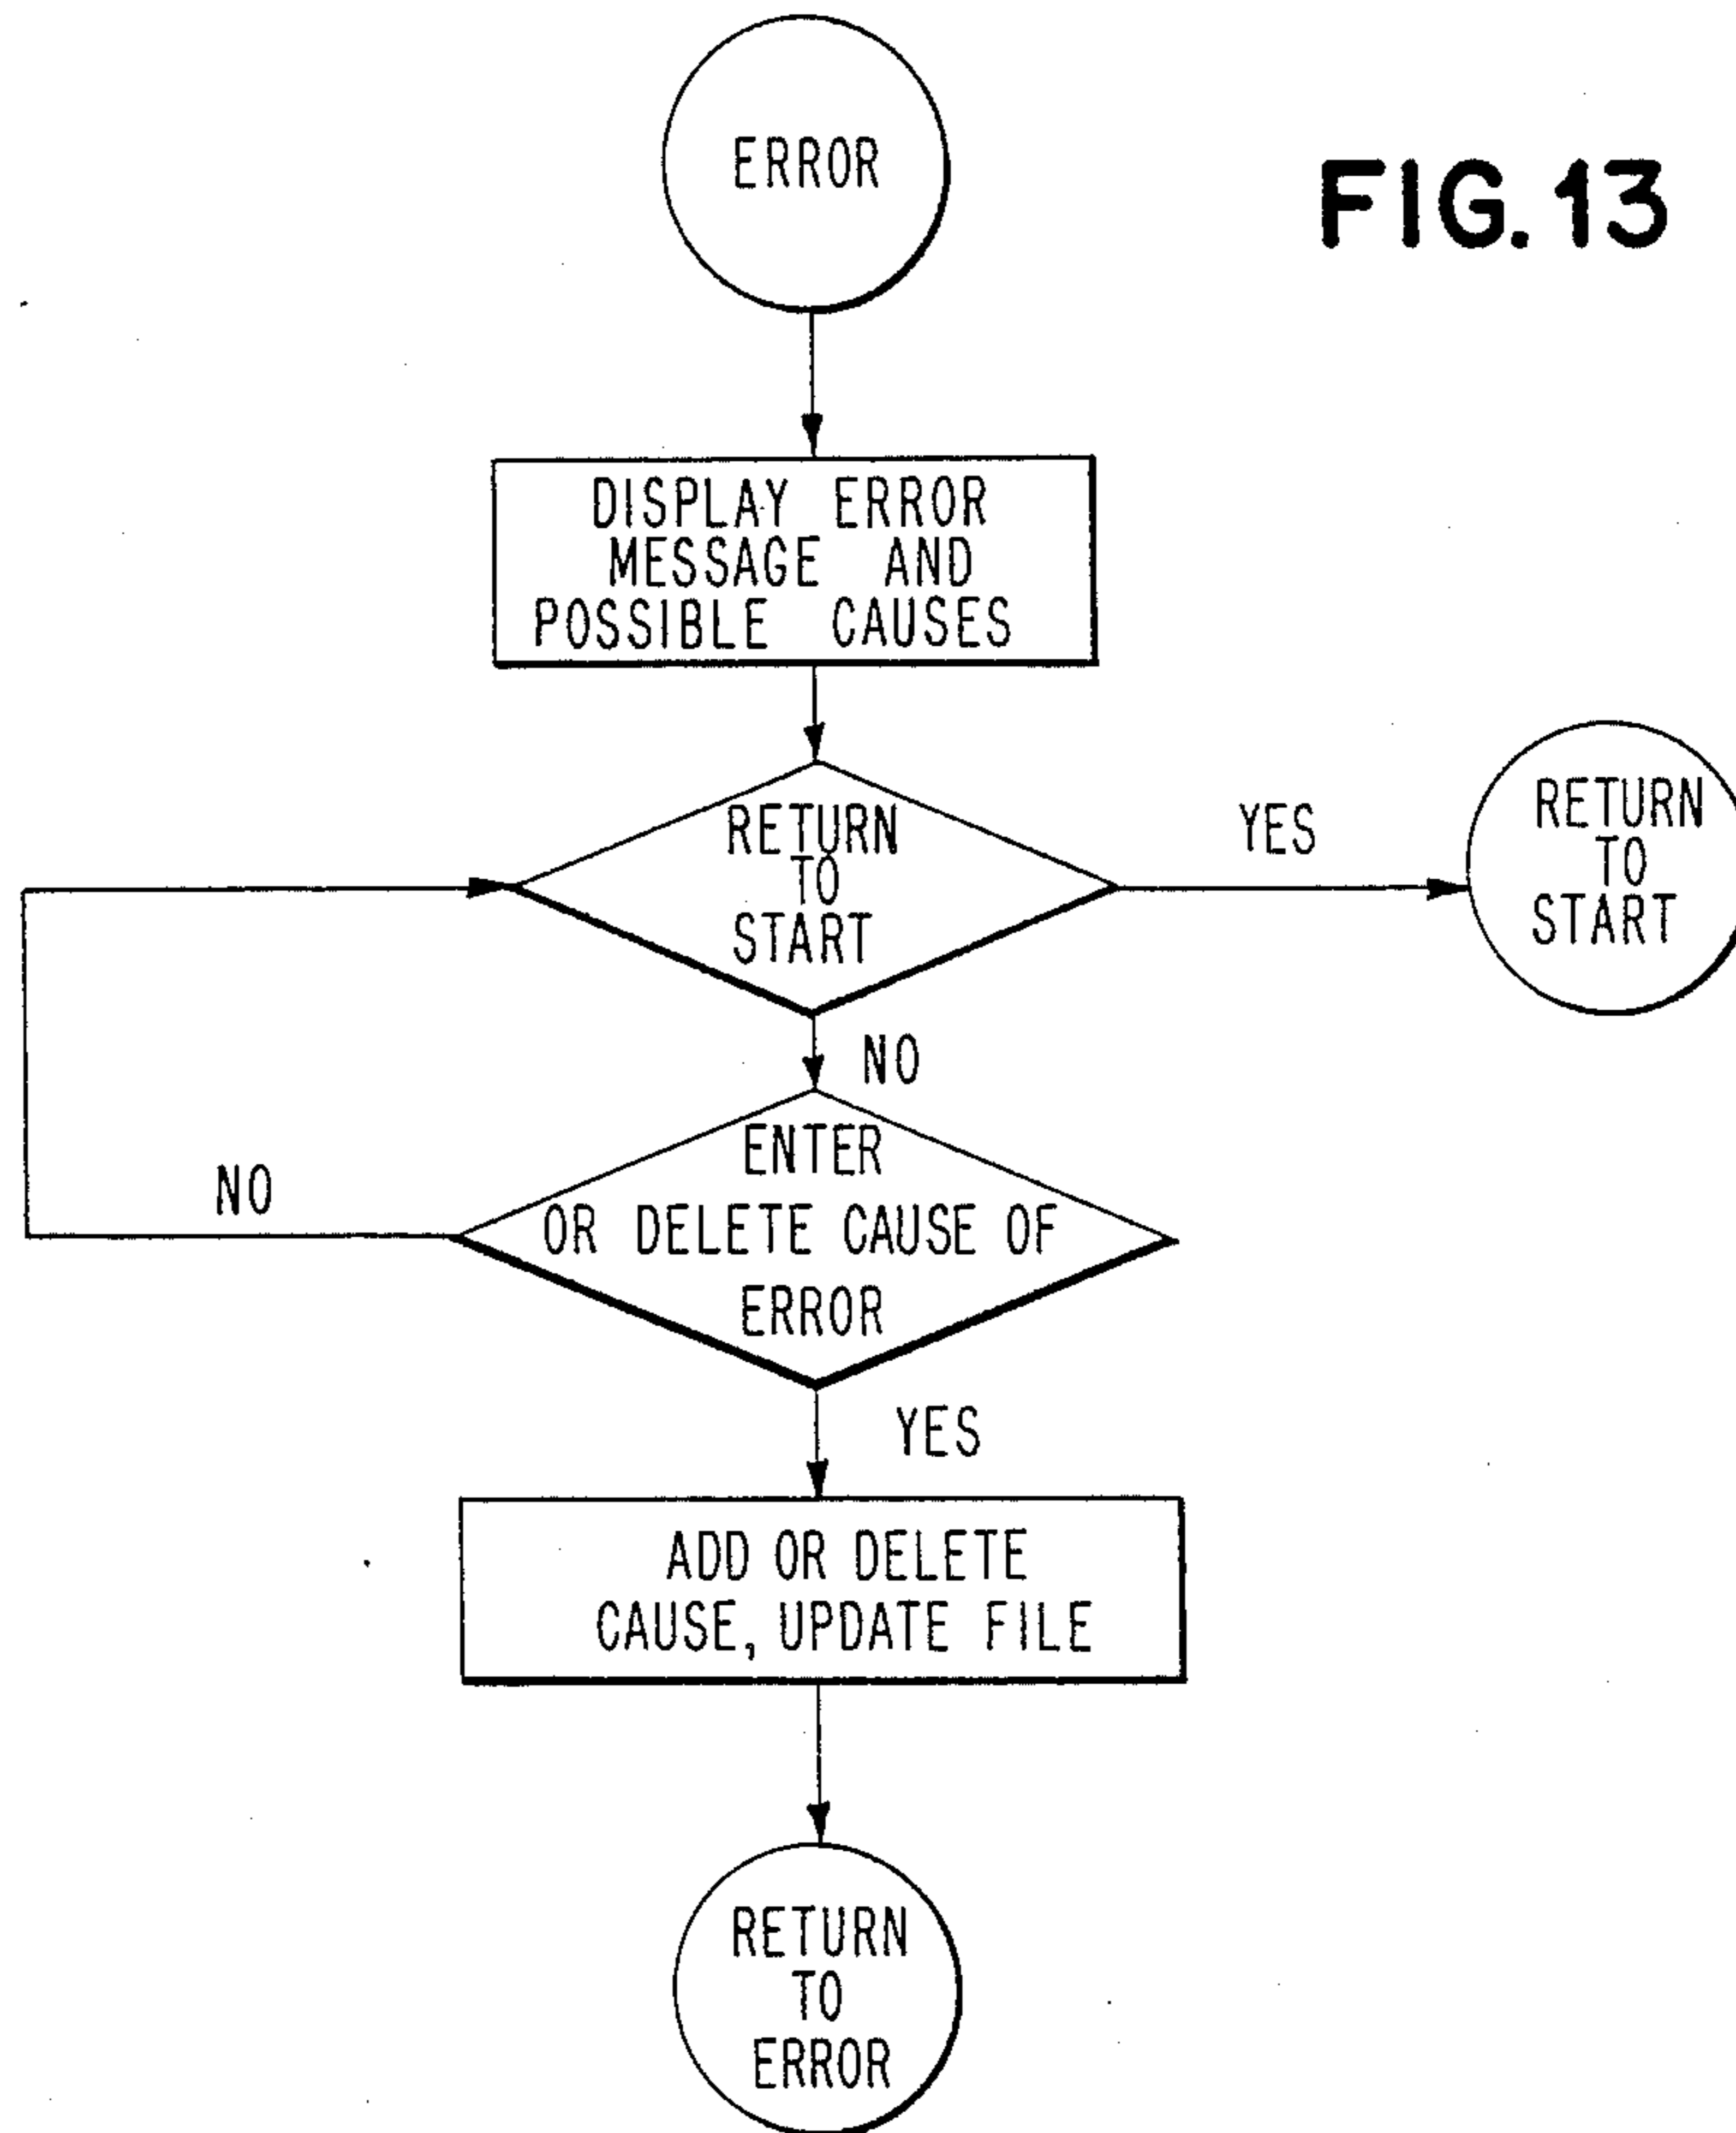 ERROR
FIG. 13
DISPLAY ERROR
MESSAGE AND
POSSIBLE CAUSES
RETURN
TO
START
YES
RETURN
TO
START
NO
ENTER
OR DELETE CAUSE OF
ERROR
NO
YES
ADD OR DELETE
CAUSE, UPDATE FILE
RETURN
TO
ERROR